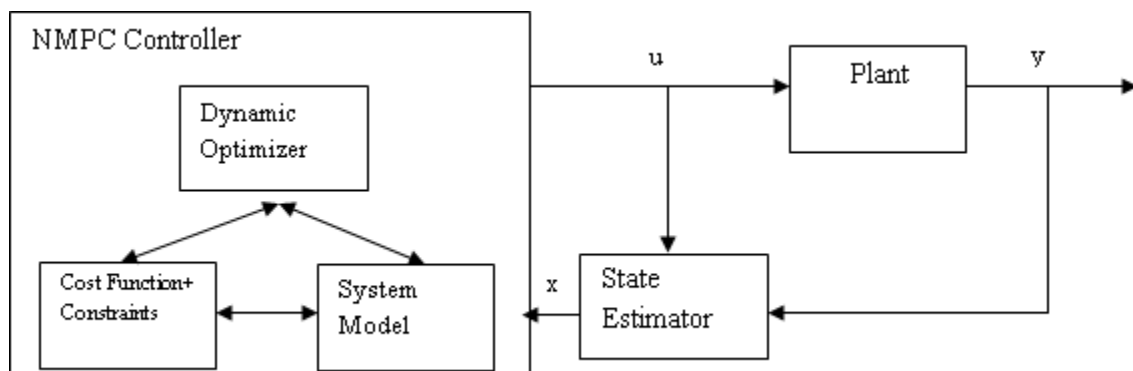 NMPC Controller
Dynamic
Optimizer
Cost Function+
Constraints
System
Model
u
Plant
y
x
State
Estimator